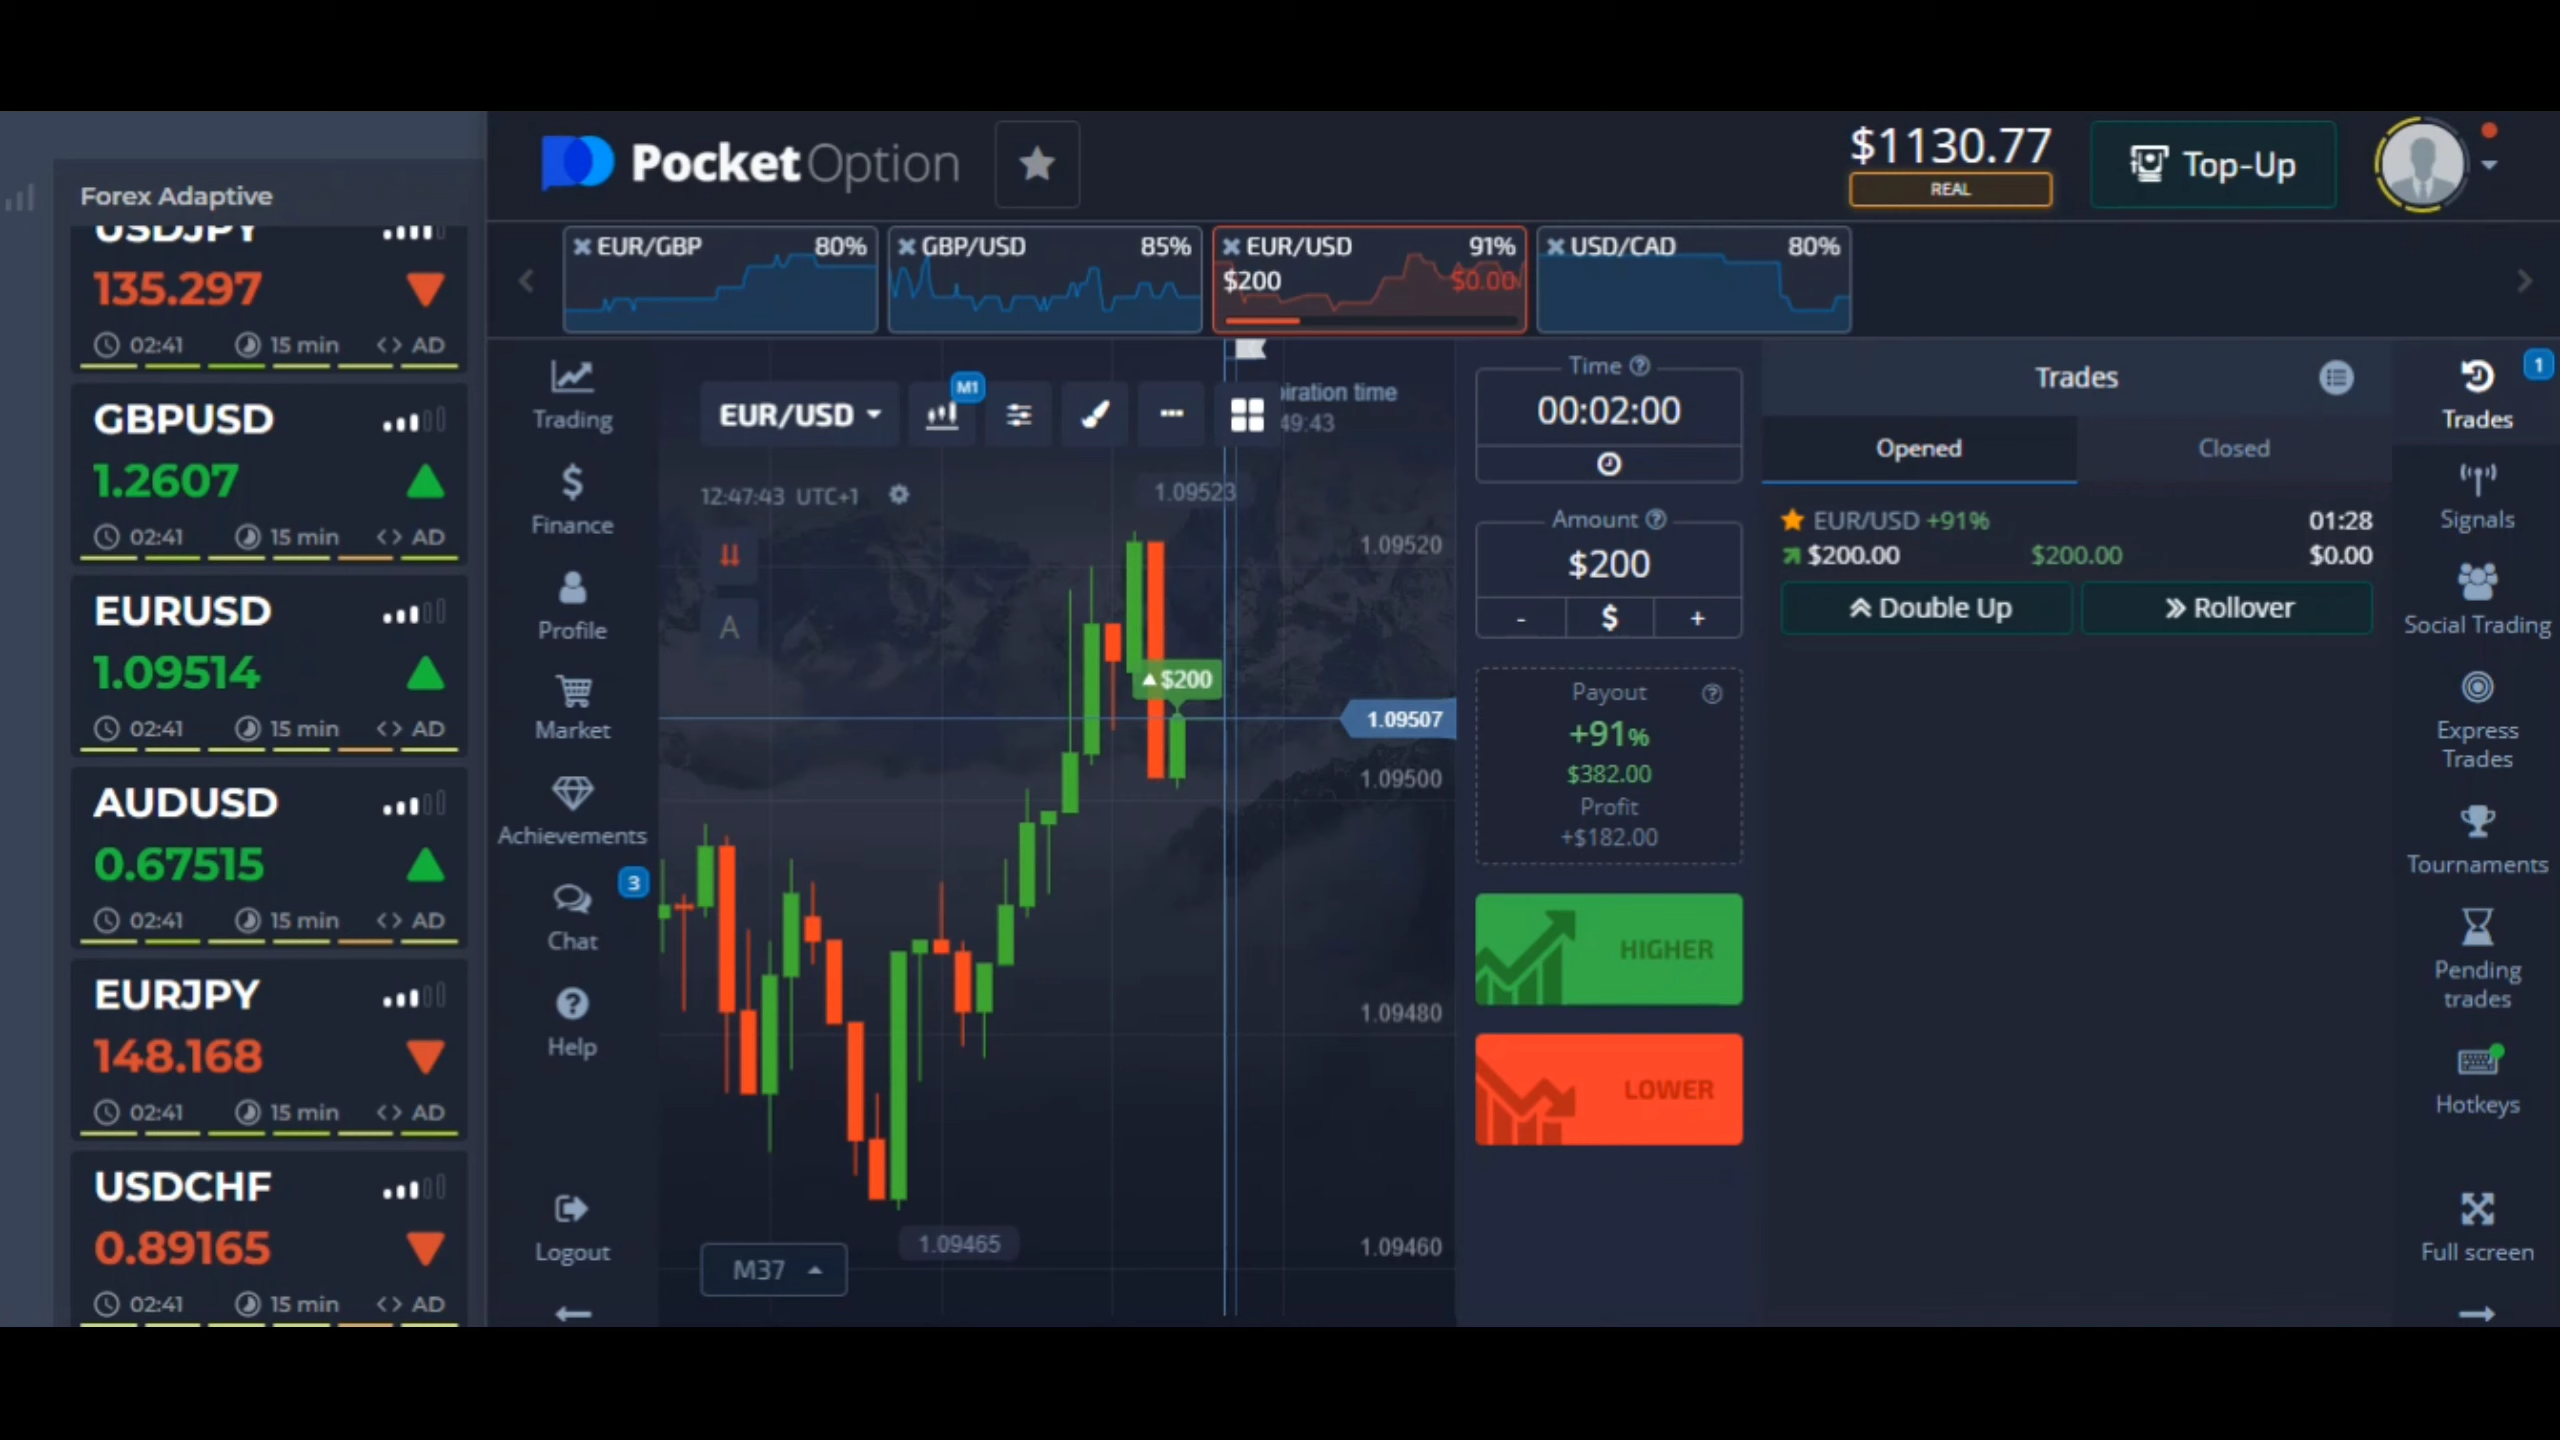 Forex Adaptive
USDJPY
135.297
02:41 15 min <> AD
GBPUSD
1.2607
02:41 15 min <> AD
EURUSD
1.09514
02:41 15 min <> AD
AUDUSD
0.67515
02:41 15 min <> AD
EURJPY
148.168
02:41 15 min <> AD
USDCHF
0.89165
02:41 15 min <> AD
PocketOption
$1130.77
REAL
Top-Up
EUR/GBP 80%
GBP/USD 85%
EUR/USD 91%
$200 $0.00
USD/CAD 80%
Trading
Finance
Profile
Market
Achievements
3
Chat
Help
Logout
EUR/USD
M1
piration time
49:43
12:47:43 UTC+1
1.09523
A
$200
1.09520
1.09507
1.09500
1.09480
1.09465
1.09460
M37
Time ?
00:02:00
Amount ?
$200
- $ +
Payout ?
+91%
$382.00
Profit
+$182.00
HIGHER
LOWER
Trades
Opened Closed
EUR/USD +91% 01:28
$200.00 $200.00 $0.00
Double Up Rollover
1
Trades
Signals
Social Trading
Express
Trades
Tournaments
Pending
trades
Hotkeys
Full screen